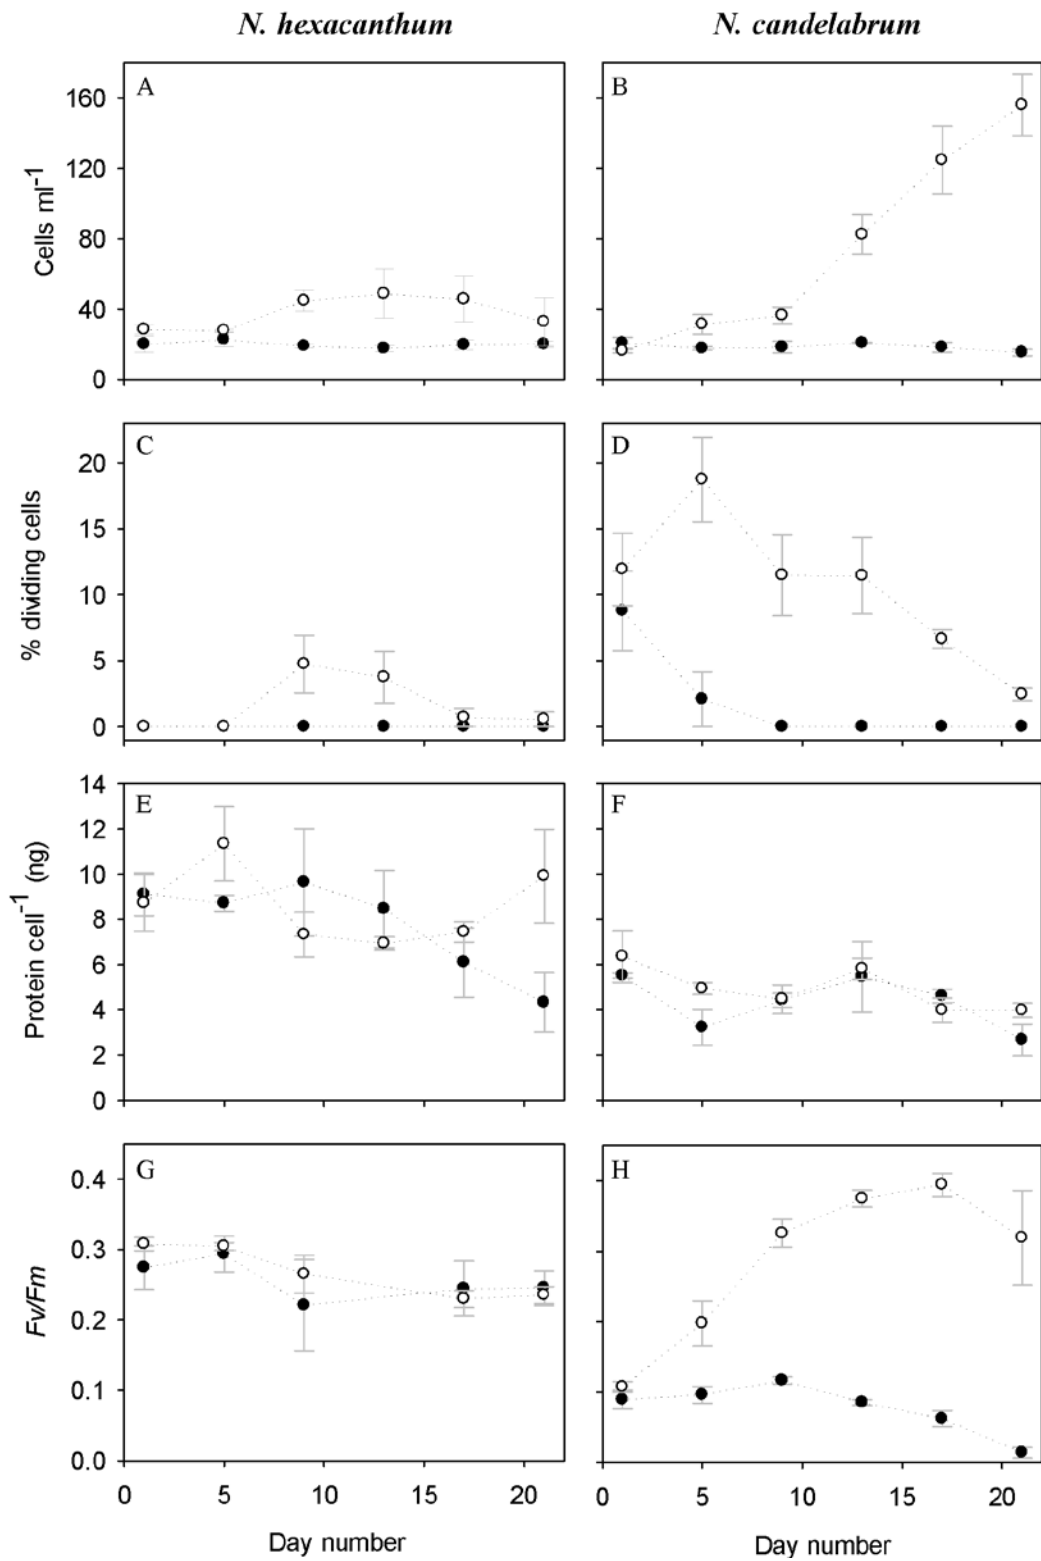 N. hexacanthum N. candelabrum
A B
160
120
80
40
0
Cells ml-1
C D
20
15
10
5
0
% dividing cells
E F
14
12
10
8
6
4
2
0
Protein cell-1 (ng)
G H
0.4
0.3
0.2
0.1
0.0
Fv/Fm
0 5 10 15 20 0 5 10 15 20
Day number Day number